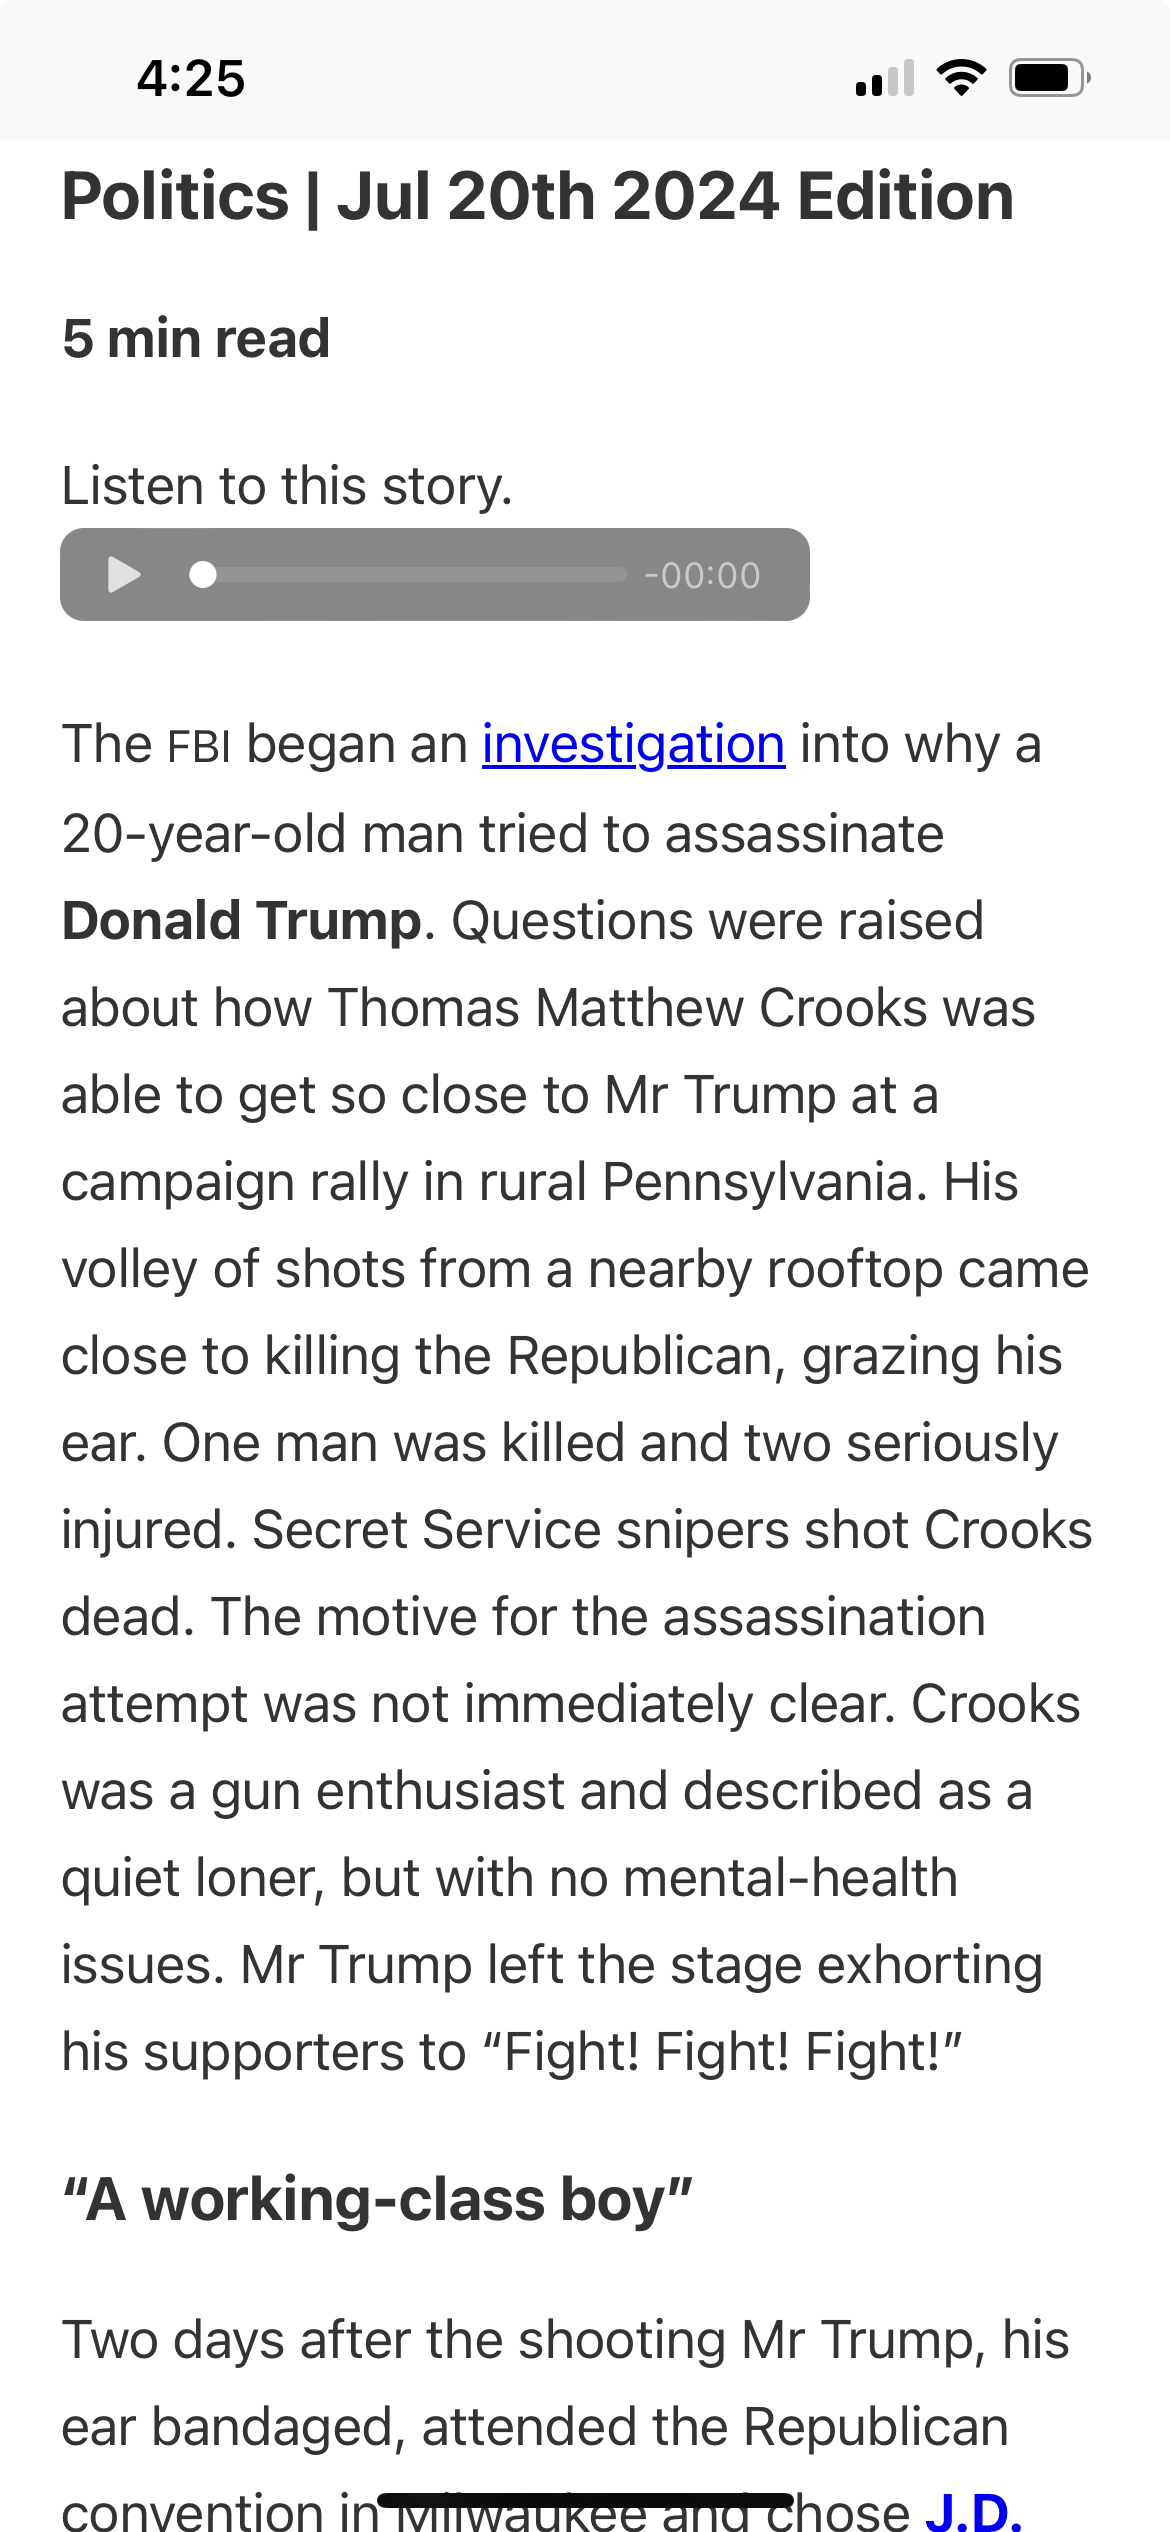 4:25
Politics | Jul 20th 2024 Edition
5 min read
Listen to this story.
-00:00
The FBI began an investigation into why a
20-year-old man tried to assassinate
Donald Trump. Questions were raised
about how Thomas Matthew Crooks was
able to get so close to Mr Trump at a
campaign rally in rural Pennsylvania. His
volley of shots from a nearby rooftop came
close to killing the Republican, grazing his
ear. One man was killed and two seriously
injured. Secret Service snipers shot Crooks
dead. The motive for the assassination
attempt was not immediately clear. Crooks
was a gun enthusiast and described as a
quiet loner, but with no mental-health
issues. Mr Trump left the stage exhorting
his supporters to “Fight! Fight! Fight!”
“A working-class boy”
Two days after the shooting Mr Trump, his
ear bandaged, attended the Republican
convention in Milwaukee and chose J.D.